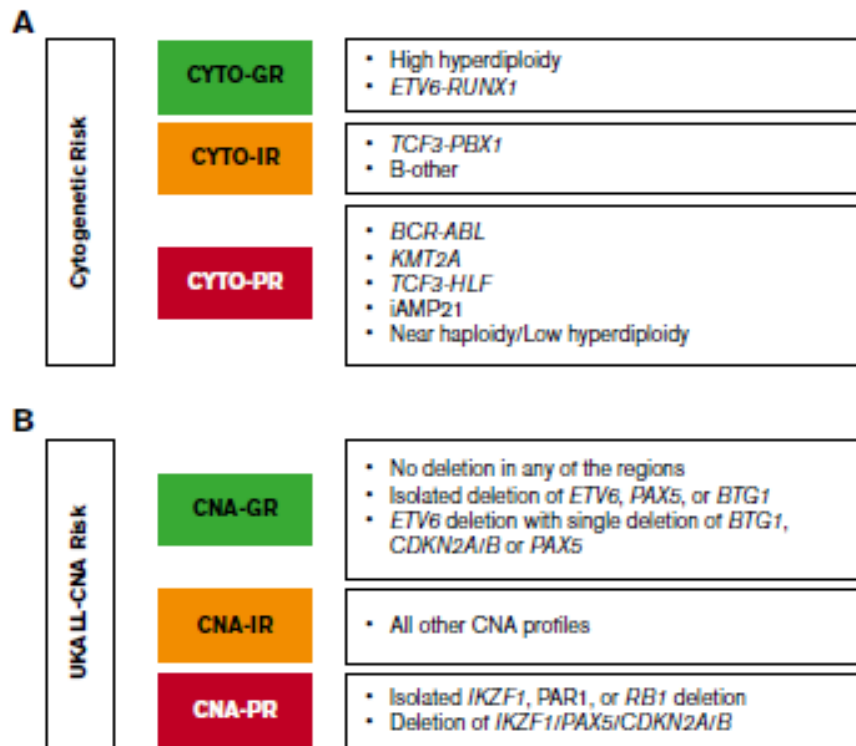 A
Cytogenetic Risk
CYTO-GR
• High hyperdiploidy
• ETV6-RUNX1
CYTO-IR
• TCF3-PBX1
• B-other
CYTO-PR
• BCR-ABL
• KMT2A
• TCF3-HLF
• iAMP21
• Near haploidy/Low hyperdiploidy
B
UKALL-CNA Risk
CNA-GR
• No deletion in any of the regions
• Isolated deletion of ETV6, PAX5, or BTG1
• ETV6 deletion with single deletion of BTG1,
CDKN2A/B or PAX5
CNA-IR
• All other CNA profiles
CNA-PR
• Isolated IKZF1, PAR1, or RB1 deletion
• Deletion of IKZF1/PAX5/CDKN2A/B